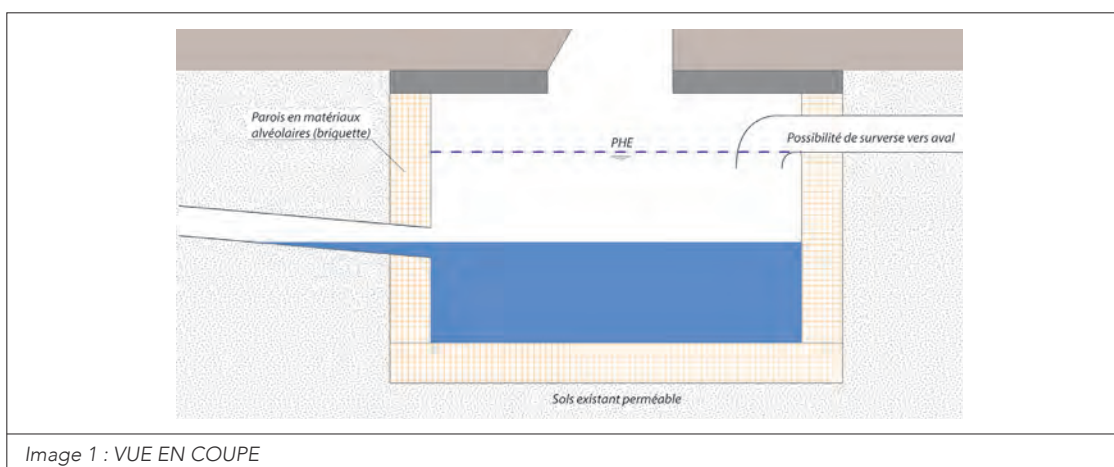 Parois en matériaux
alvéolaires (briquette)
PHE
Possibilité de surverse vers aval
Sols existant perméable
Image 1 : VUE EN COUPE